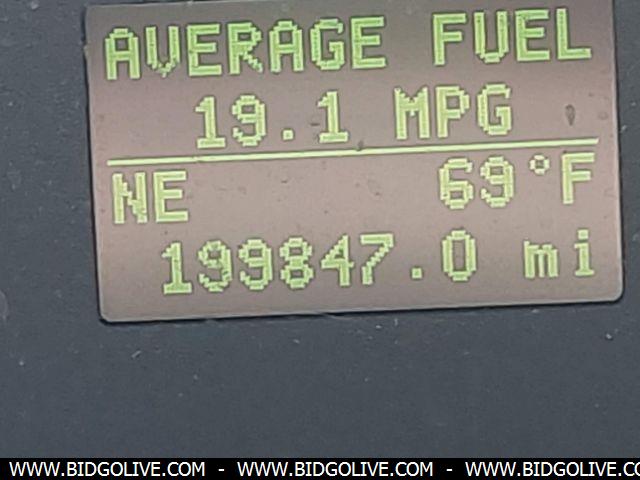 AVERAGE FUEL
19.1 MPG
NE 69°F
199847.0 mi
WWW.BIDGOLIVE.COM - WWW.BIDGOLIVE.COM - WWW.BIDGOLIVE.CO